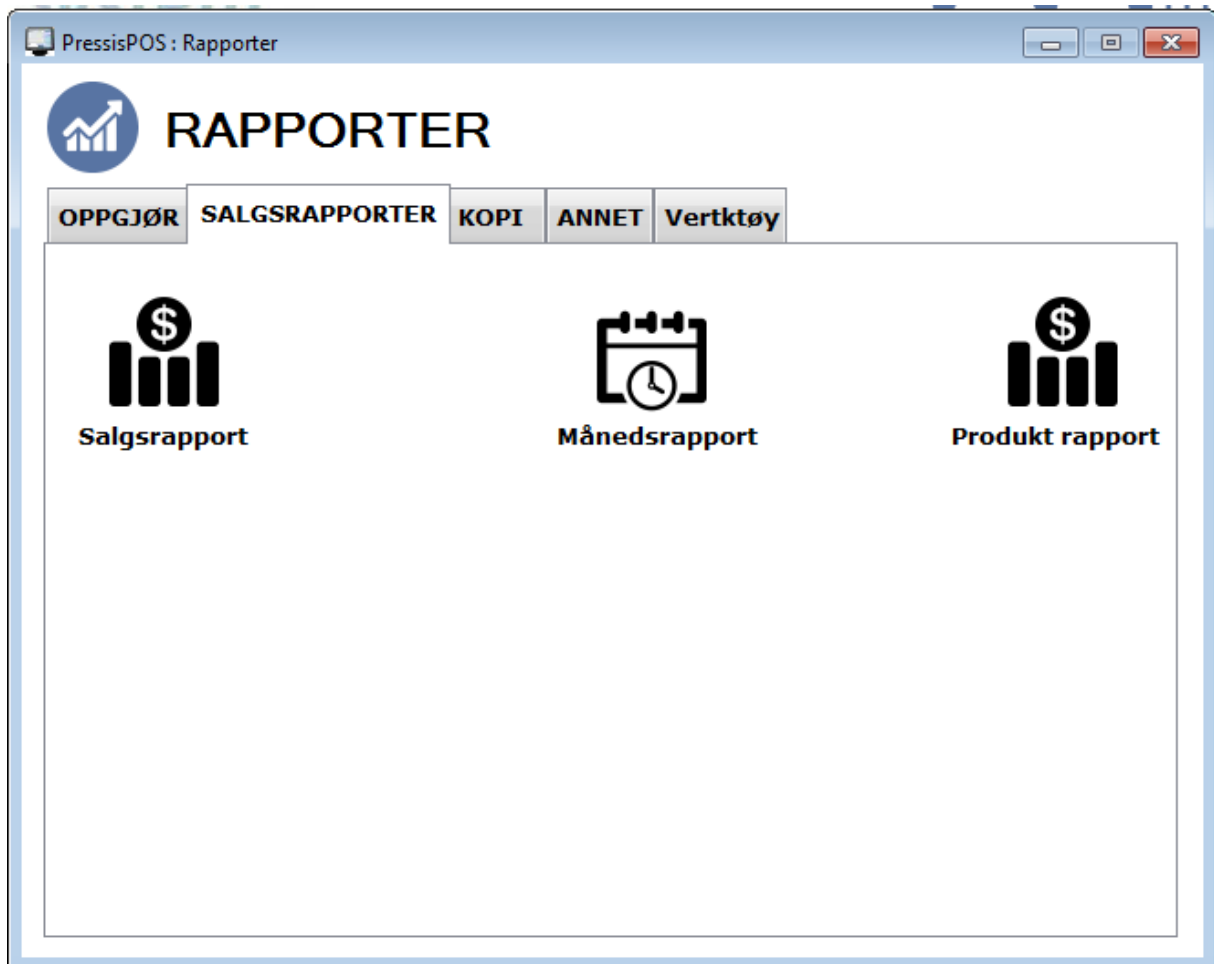 PressisPOS : Rapporter
RAPPORTER
OPPGJØR SALGSRAPPORTER KOPI ANNET Vertktøy
$ $
Salgsrapport Månedsrapport Produkt rapport